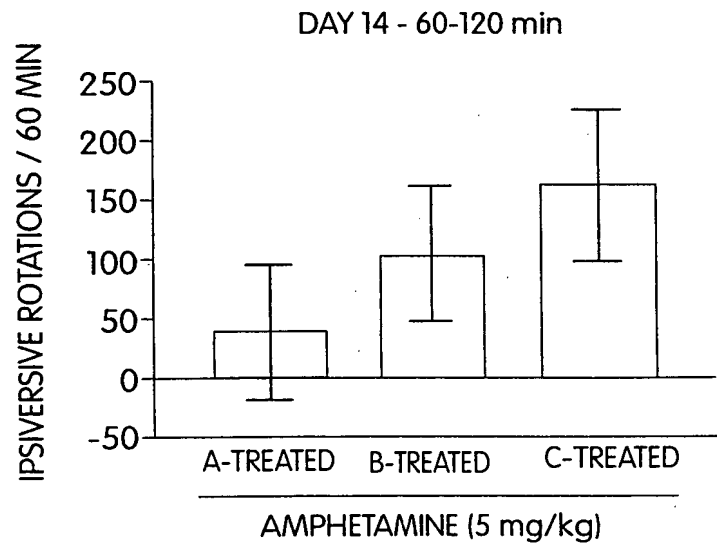 DAY 14 - 60-120 min
IPSIVERSIVE ROTATIONS / 60 MIN
250
200
150
100
50
0
-50
A-TREATED B-TREATED C-TREATED
AMPHETAMINE (5 mg/kg)